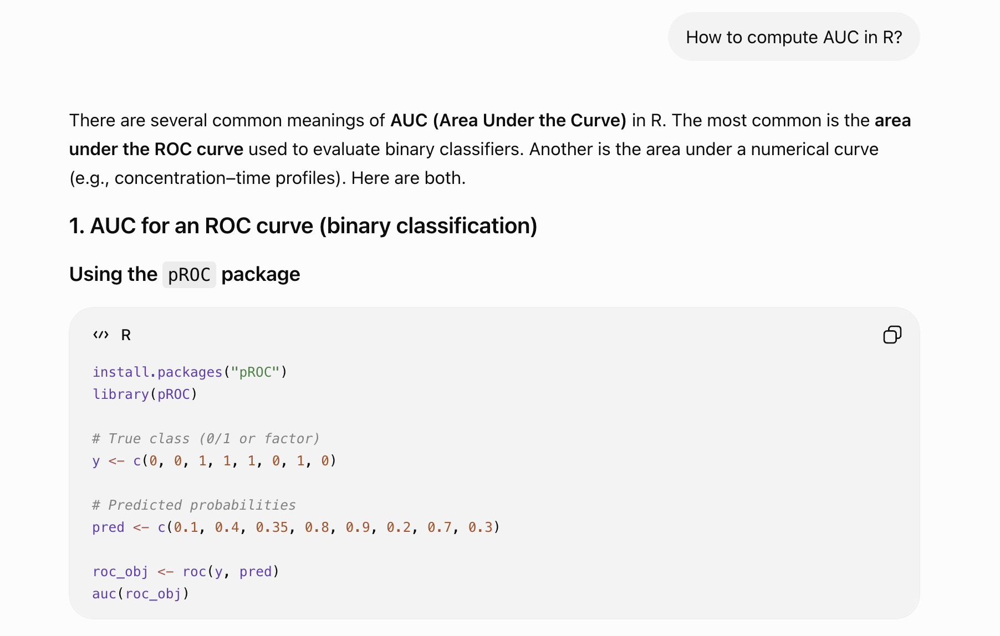 How to compute AUC in R?
There are several common meanings of AUC (Area Under the Curve) in R. The most common is the area
under the ROC curve used to evaluate binary classifiers. Another is the area under a numerical curve
(e.g., concentration–time profiles). Here are both.
1. AUC for an ROC curve (binary classification)
Using the pROC package
R
install.packages("pROC")
library(pROC)
# True class (0/1 or factor)
y <- c(0, 0, 1, 1, 1, 0, 1, 0)
# Predicted probabilities
pred <- c(0.1, 0.4, 0.35, 0.8, 0.9, 0.2, 0.7, 0.3)
roc_obj <- roc(y, pred)
auc(roc_obj)